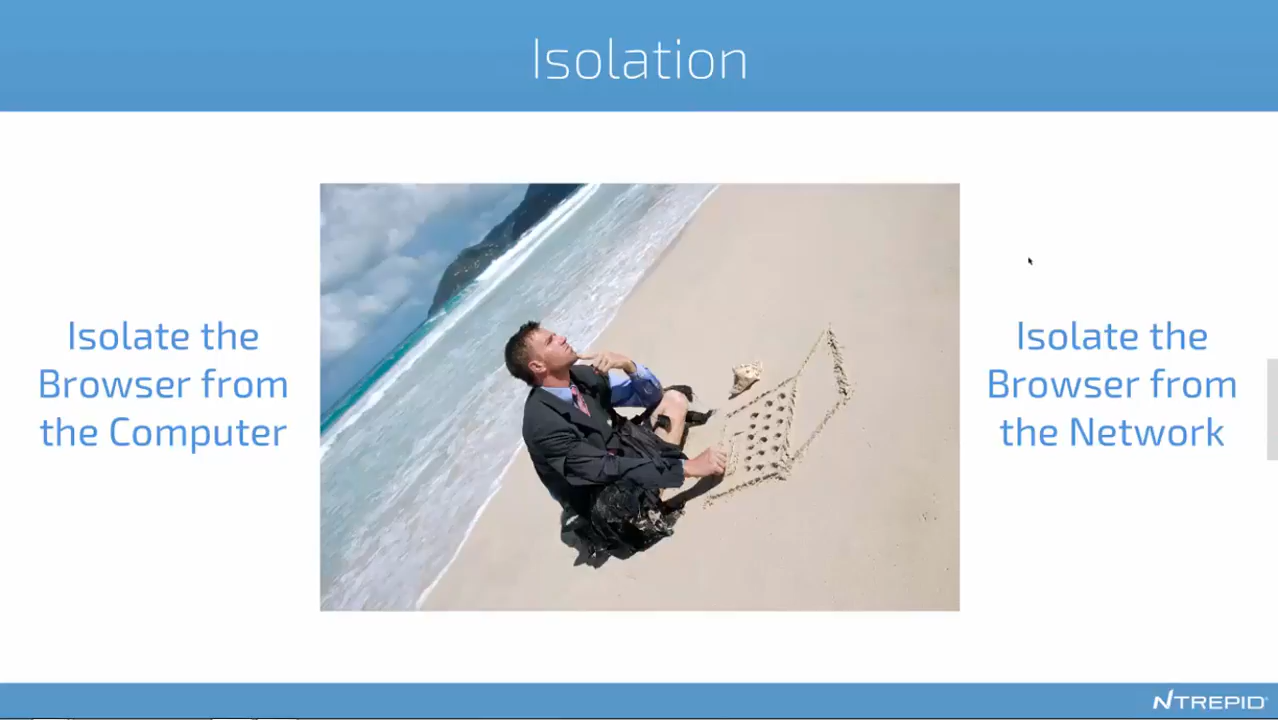 Isolation
Isolate the
Browser from
the Computer
Isolate the
Browser from
the Network
NTREPID